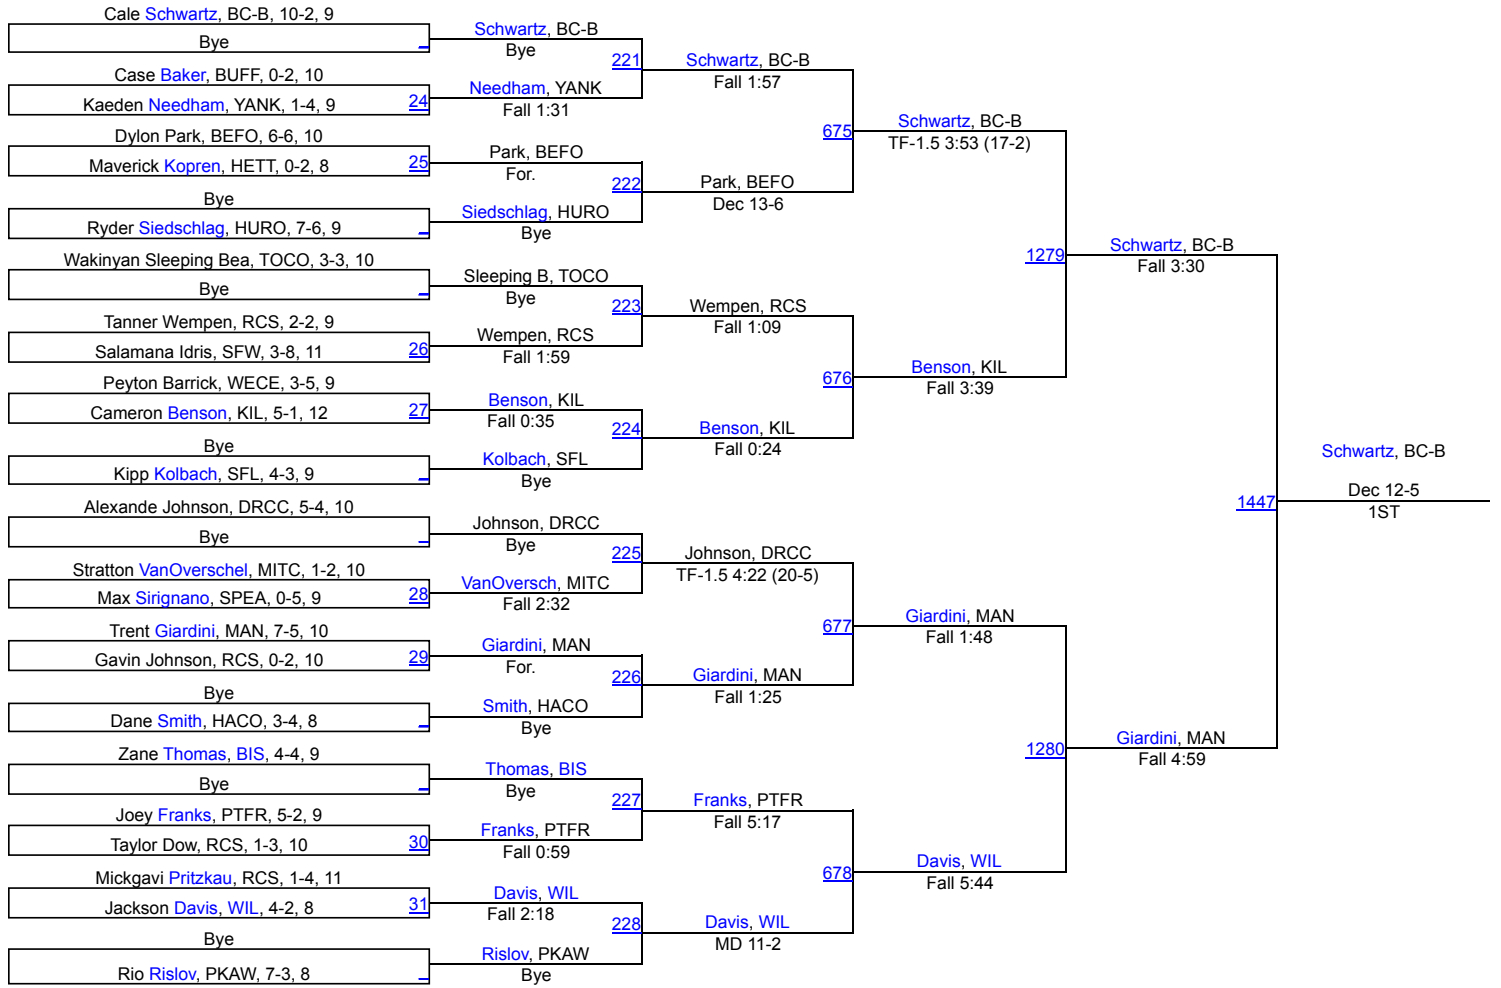 Cale Schwartz, BC-B, 10-2, 9
Bye
Case Baker, BUFF, 0-2, 10
Kaeden Needham, YANK, 1-4, 9
24
Dylon Park, BEFO, 6-6, 10
Maverick Kopren, HETT, 0-2, 8
25
Bye
Ryder Siedschlag, HURO, 7-6, 9
Wakinyan Sleeping Bea, TOCO, 3-3, 10
Bye
Tanner Wempen, RCS, 2-2, 9
Salamana Idris, SFW, 3-8, 11
26
Peyton Barrick, WECE, 3-5, 9
Cameron Benson, KIL, 5-1, 12
27
Bye
Kipp Kolbach, SFL, 4-3, 9
Alexande Johnson, DRCC, 5-4, 10
Bye
Stratton VanOverschel, MITC, 1-2, 10
Max Sirignano, SPEA, 0-5, 9
28
Trent Giardini, MAN, 7-5, 10
Gavin Johnson, RCS, 0-2, 10
29
Bye
Dane Smith, HACO, 3-4, 8
Zane Thomas, BIS, 4-4, 9
Bye
Joey Franks, PTFR, 5-2, 9
Taylor Dow, RCS, 1-3, 10
30
Mickgavi Pritzkau, RCS, 1-4, 11
Jackson Davis, WIL, 4-2, 8
31
Bye
Rio Rislov, PKAW, 7-3, 8
Schwartz, BC-B
Bye
221
Needham, YANK
Fall 1:31
Park, BEFO
For.
222
Siedschlag, HURO
Bye
Sleeping B, TOCO
Bye
223
Wempen, RCS
Fall 1:59
Benson, KIL
Fall 0:35
224
Kolbach, SFL
Bye
Johnson, DRCC
Bye
225
VanOversch, MITC
Fall 2:32
Giardini, MAN
For.
226
Smith, HACO
Bye
Thomas, BIS
Bye
227
Franks, PTFR
Fall 0:59
Davis, WIL
Fall 2:18
228
Rislov, PKAW
Bye
Schwartz, BC-B
Fall 1:57
675
Park, BEFO
Dec 13-6
Wempen, RCS
Fall 1:09
676
Benson, KIL
Fall 0:24
Johnson, DRCC
TF-1.5 4:22 (20-5)
677
Giardini, MAN
Fall 1:25
Franks, PTFR
Fall 5:17
678
Davis, WIL
MD 11-2
Schwartz, BC-B
TF-1.5 3:53 (17-2)
1279
Benson, KIL
Fall 3:39
Giardini, MAN
Fall 1:48
1280
Davis, WIL
Fall 5:44
Schwartz, BC-B
Fall 3:30
1447
Giardini, MAN
Fall 4:59
Schwartz, BC-B
Dec 12-5
1ST